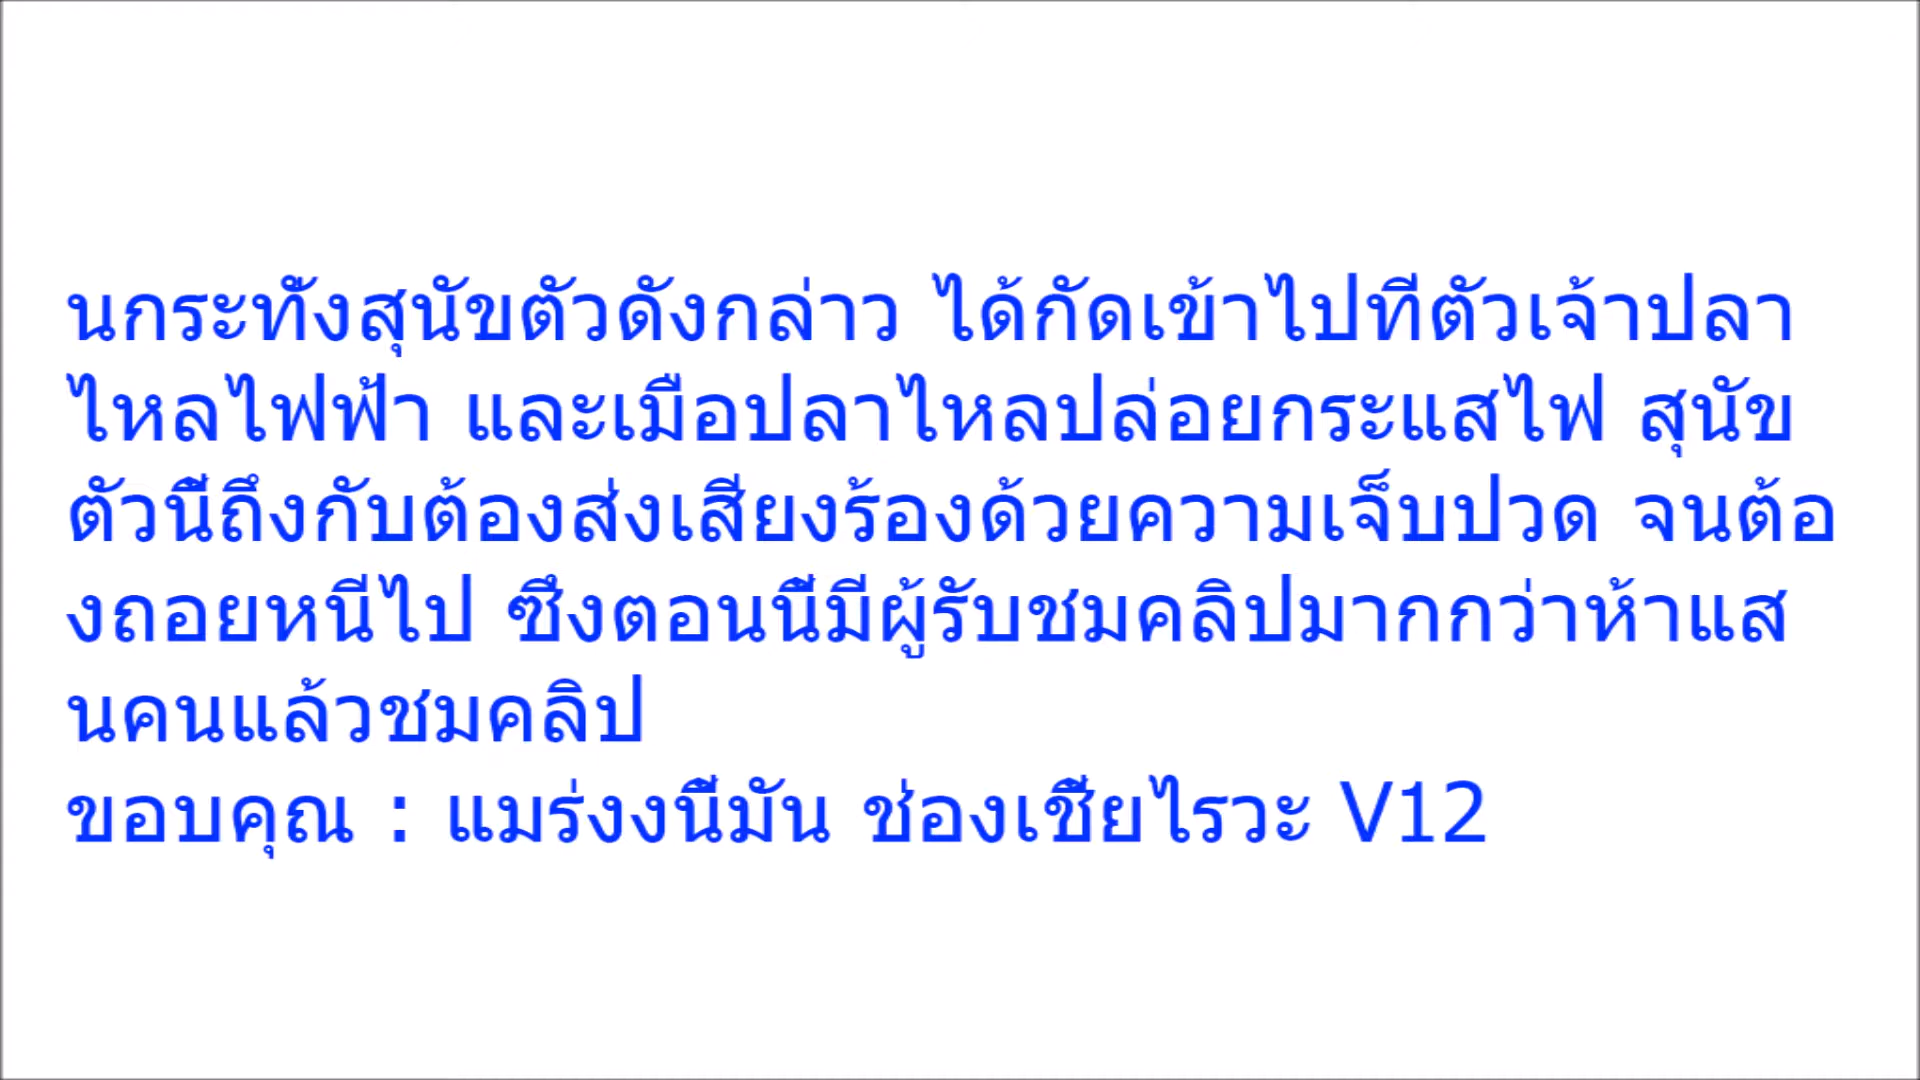 นกระทั่งสุนัขตัวดังกล่าว ได้กัดเข้าไปที่ตัวเจ้าปลา
ไหลไฟฟ้า และเมื่อปลาไหลปล่อยกระแสไฟ สุนัข
ตัวนี้ถึงกับต้องส่งเสียงร้องด้วยความเจ็บปวด จนต้อ
งถอยหนีไป ซึ่งตอนนี้มีผู้รับชมคลิปมากกว่าห้าแส
นคนแล้วชมคลิป
ขอบคุณ : แมร่งงนี้มัน ช่องเชี่ยไรวะ V12